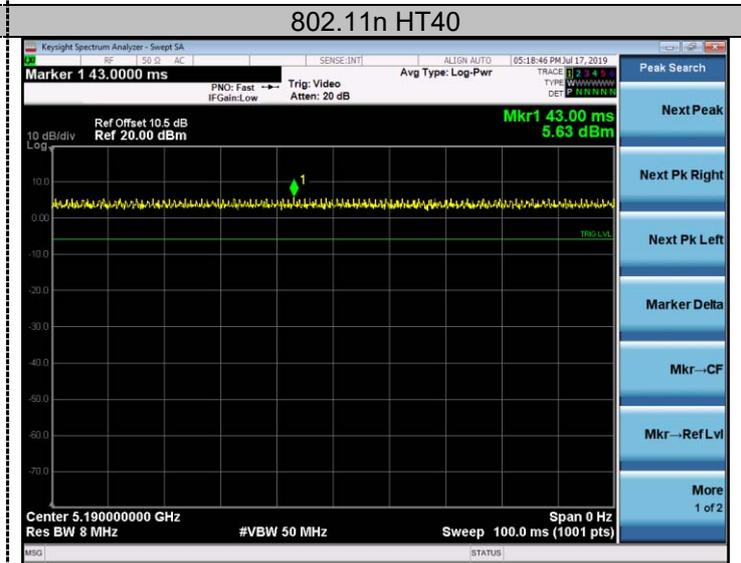 802.11n HT40
Keysight Spectrum Analyzer - Swept SA
RF 50 Ω AC SENSE:INT ALIGN AUTO 05:18:46 PM Jul 17, 2019
Marker 1 43.0000 ms
PNO: Fast
IFGain:Low
Trig: Video
Atten: 20 dB
Avg Type: Log-Pwr
TRACE 1 2 3 4 5 6
TYPE W
DET P N N N N N
Peak Search
Next Peak
Next Pk Right
Next Pk Left
Marker Delta
Mkr→CF
Mkr→Ref Lvl
More
1 of 2
Mkr1 43.00 ms
5.63 dBm
Ref Offset 10.5 dB
10 dB/div Ref 20.00 dBm
Log
1
10.0
0.00
TRIG LVL
-10.0
-20.0
-30.0
-40.0
-50.0
-60.0
-70.0
Center 5.190000000 GHz Span 0 Hz
Res BW 8 MHz #VBW 50 MHz Sweep 100.0 ms (1001 pts)
MSG STATUS